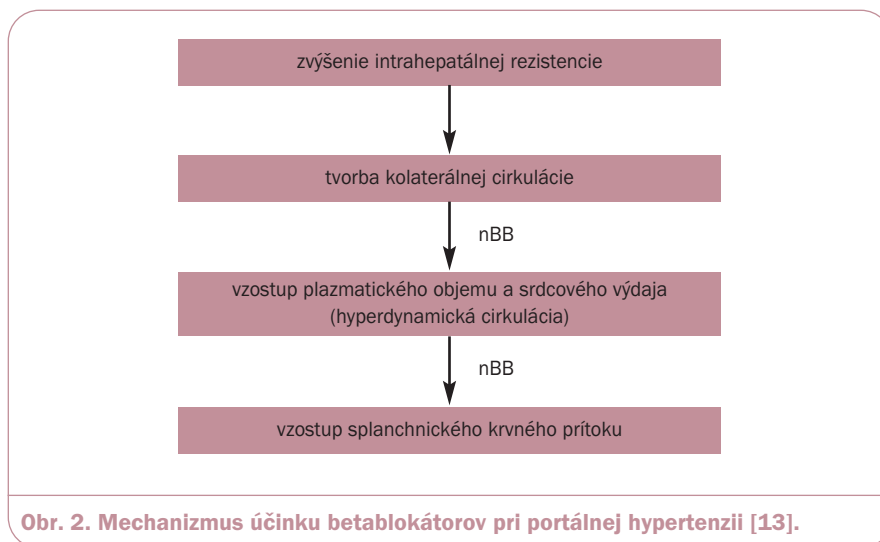 zvýšenie intrahepatálnej rezistencie
tvorba kolaterálnej cirkulácie
nBB
vzostup plazmatického objemu a srdcového výdaja
(hyperdynamická cirkulácia)
nBB
vzostup splanchnického krvného prítoku
Obr. 2. Mechanizmus účinku betablokátorov pri portálnej hypertenzii [13].